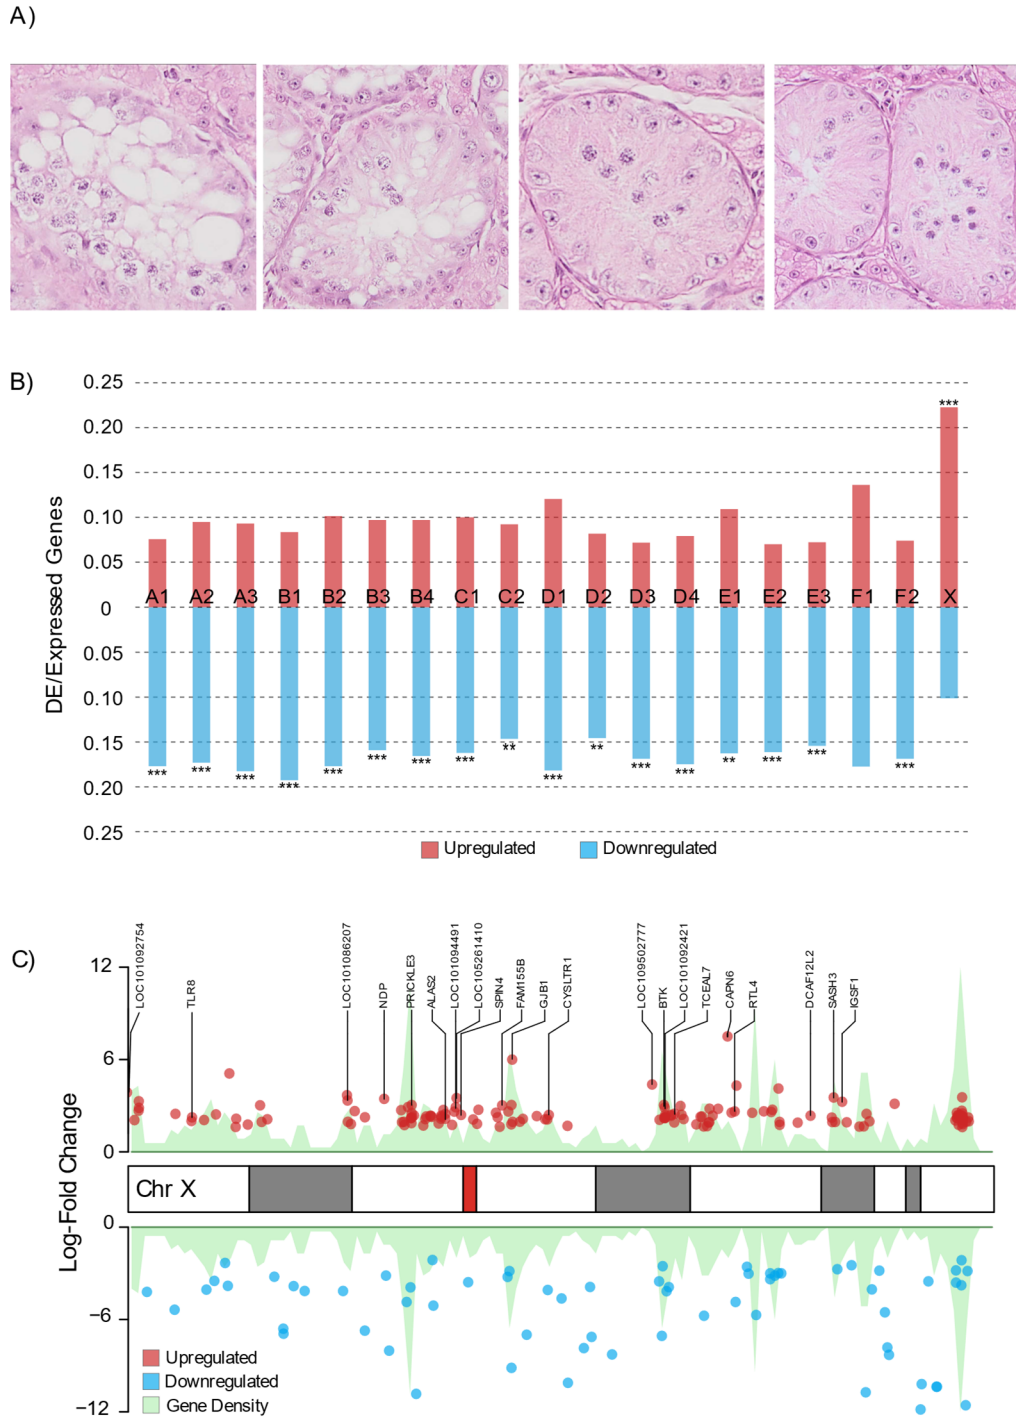 A)
B)
0.25
0.20
0.15
0.10
0.05
0
0.05
0.10
0.15
0.20
0.25
DE/Expressed Genes
***
A1 A2 A3 B1 B2 B3 B4 C1 C2 D1 D2 D3 D4 E1 E2 E3 F1 F2 X
*** *** *** *** *** *** *** *** ** *** ** *** *** ** *** *** ***
Upregulated Downregulated
C)
LOC101092754 TLR8 LOC101086207 NDP PRICKLE3 ALAS2 LOC101094491 LOC105261410 SPIN4 FAM155B GJB1 CYSLTR1 LOC109502777 BTK LOC101092421 TCEAL7 CAPN6 RTL4 DCAF12L2 SASH3 IGSF1
12
6
0
Chr X
0
−6
−12
Log-Fold Change
Upregulated
Downregulated
Gene Density